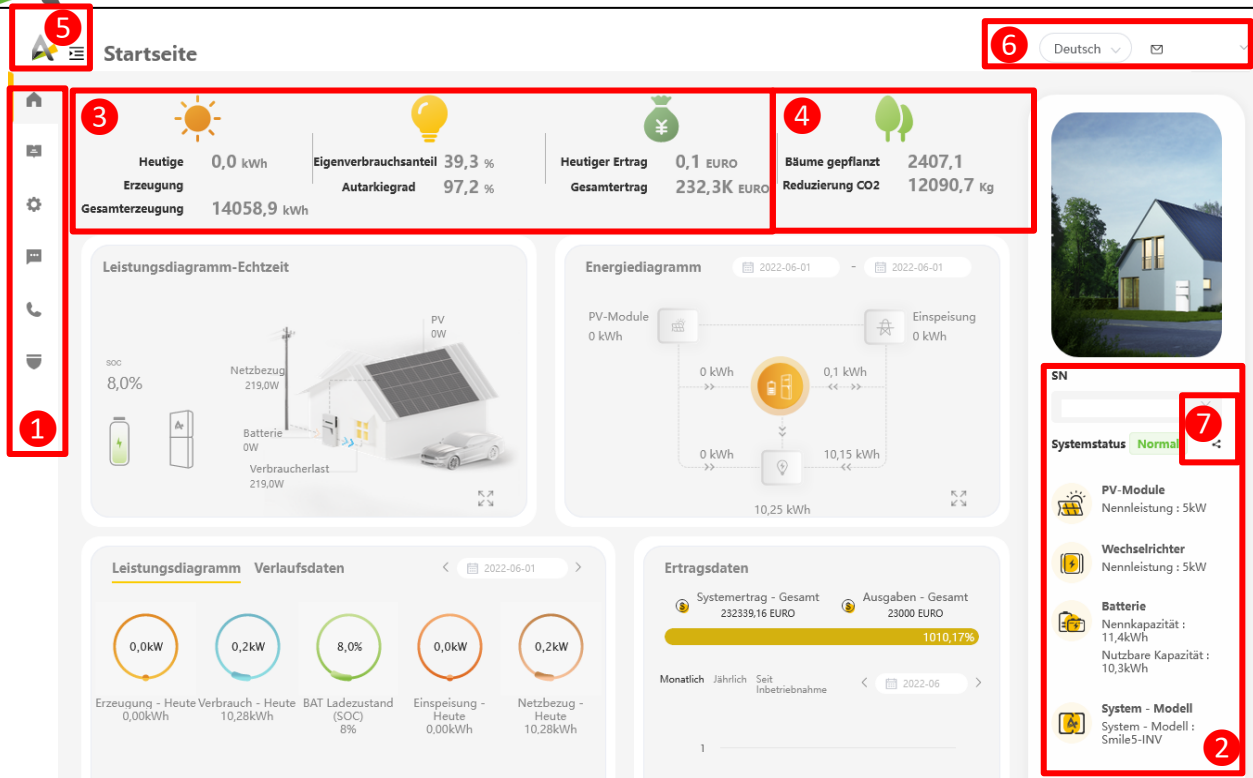 5
Startseite
6
Deutsch
3
4
Heutige Erzeugung
0,0 kWh
Gesamterzeugung
14058,9 kWh
Eigenverbrauchsanteil 39,3 %
Autarkiegrad 97,2 %
Heutiger Ertrag 0,1 EURO
Gesamtertrag 232,3K EURO
Bäume gepflanzt 2407,1
Reduzierung CO2 12090,7 Kg
1
Leistungsdiagramm-Echtzeit
SOC
8,0%
Netzbezug
219,0W
PV
0W
Batterie
0W
Verbraucherlast
219,0W
Energiediagramm
2022-06-01 - 2022-06-01
PV-Module
0 kWh
Einspeisung
0 kWh
0 kWh
0,1 kWh
0 kWh
10,15 kWh
10,25 kWh
Leistungsdiagramm Verlaufsdaten
< 2022-06-01 >
0,0kW
0,2kW
8,0%
0,0kW
0,2kW
Erzeugung - Heute
0,00kWh
Verbrauch - Heute
10,28kWh
BAT Ladezustand
(SOC)
8%
Einspeisung -
Heute
0,00kWh
Netzbezug -
Heute
10,28kWh
Ertragsdaten
Systemertrag - Gesamt
232339,16 EURO
Ausgaben - Gesamt
23000 EURO
1010,17%
Monatlich Jährlich Seit
Inbetriebnahme
< 2022-06 >
1
SN
7
Systemstatus Normal
PV-Module
Nennleistung : 5kW
Wechselrichter
Nennleistung : 5kW
Batterie
Nennkapazität :
11,4kWh
Nutzbare Kapazität :
10,3kWh
System - Modell
System - Modell :
Smile5-INV
2